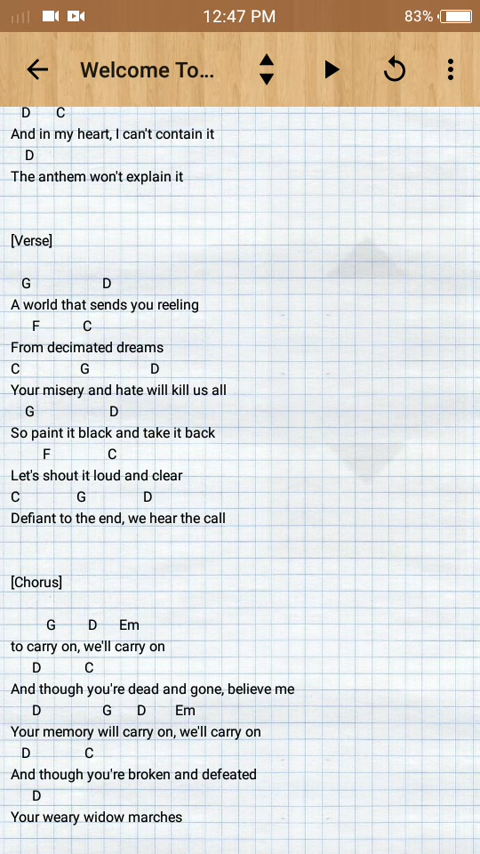 12:47 PM
83%
Welcome To...
D C
And in my heart, I can't contain it
D
The anthem won't explain it
[Verse]
G D
A world that sends you reeling
F C
From decimated dreams
C G D
Your misery and hate will kill us all
G D
So paint it black and take it back
F C
Let's shout it loud and clear
C G D
Defiant to the end, we hear the call
[Chorus]
G D Em
to carry on, we'll carry on
D C
And though you're dead and gone, believe me
D G D Em
Your memory will carry on, we'll carry on
D C
And though you're broken and defeated
D
Your weary widow marches